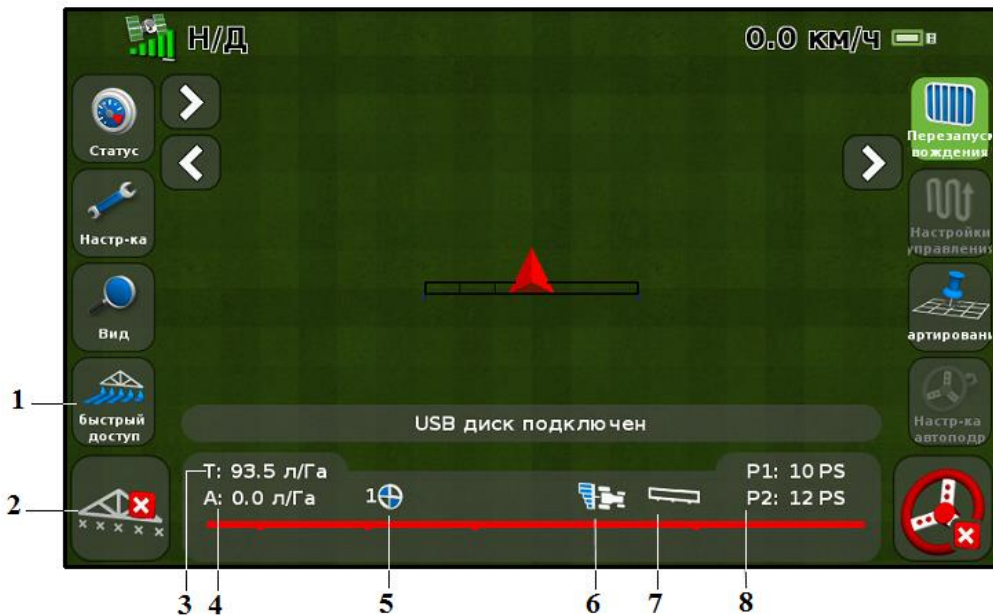 Н/Д
0.0 км/ч
Статус
Настр-ка
Вид
быстрый
доступ
Перезапуск
вождения
Настройки
управления
артировани
Настр-ка
автоподр
USB диск подключен
T: 93.5 л/Га
A: 0.0 л/Га
1
P1: 10 PS
P2: 12 PS
1
2
3
4
5
6
7
8